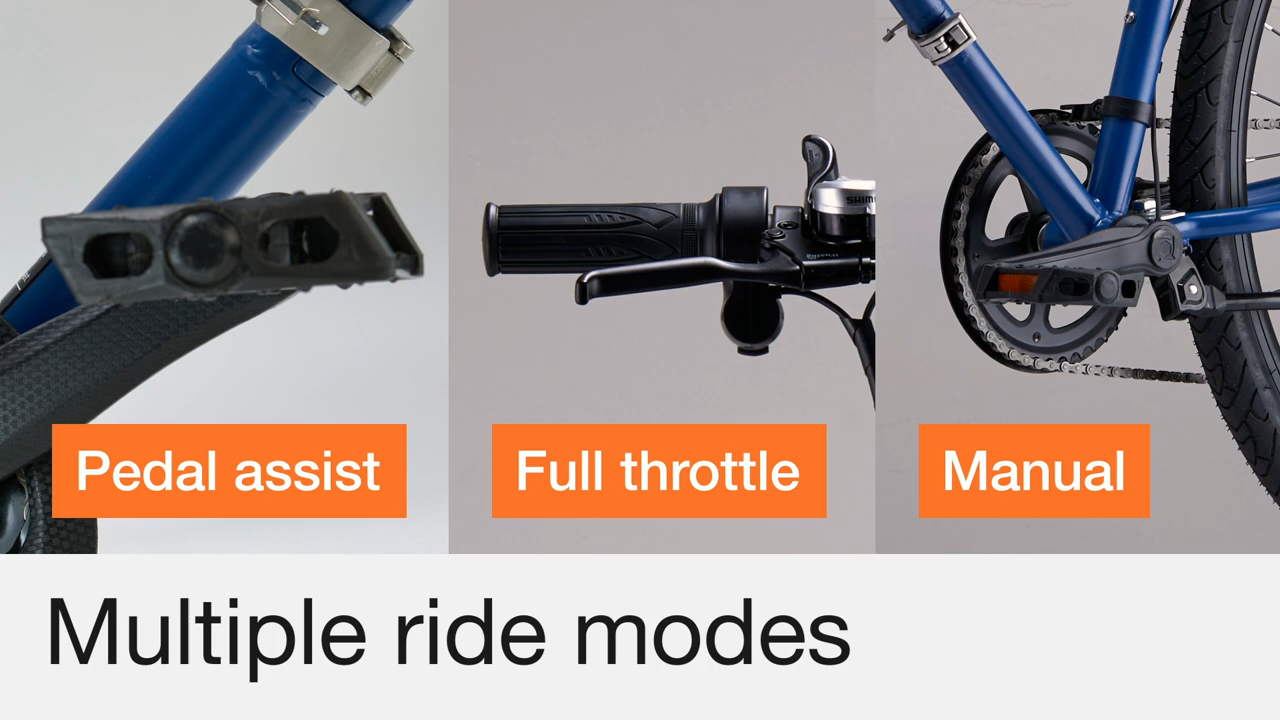 Pedal assist
Full throttle
Manual
Multiple ride modes